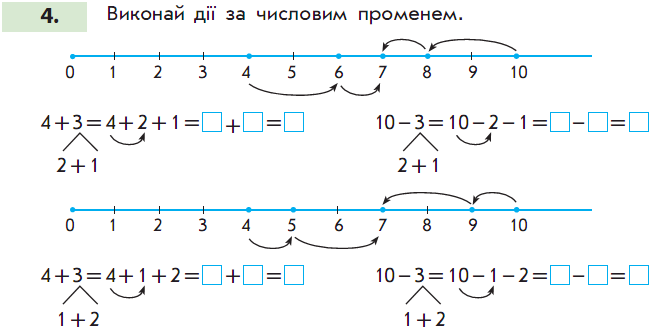 4. Виконай дії за числовим променем.
0 1 2 3 4 5 6 7 8 9 10
4+3=4+2+1=□+□=□ 10−3=10−2−1=□−□=□
2+1 2+1
0 1 2 3 4 5 6 7 8 9 10
4+3=4+1+2=□+□=□ 10−3=10−1−2=□−□=□
1+2 1+2